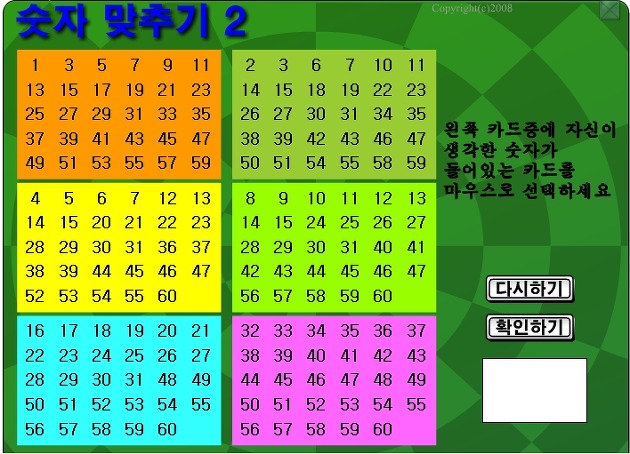 숫자 맞추기 2
Copyright(c)2008
1 3 5 7 9 11
13 15 17 19 21 23
25 27 29 31 33 35
37 39 41 43 45 47
49 51 53 55 57 59
2 3 6 7 10 11
14 15 18 19 22 23
26 27 30 31 34 35
38 39 42 43 46 47
50 51 54 55 58 59
4 5 6 7 12 13
14 15 20 21 22 23
28 29 30 31 36 37
38 39 44 45 46 47
52 53 54 55 60
8 9 10 11 12 13
14 15 24 25 26 27
28 29 30 31 40 41
42 43 44 45 46 47
56 57 58 59 60
16 17 18 19 20 21
22 23 24 25 26 27
28 29 30 31 48 49
50 51 52 53 54 55
56 57 58 59 60
32 33 34 35 36 37
38 39 40 41 42 43
44 45 46 47 48 49
50 51 52 53 54 55
56 57 58 59 60
왼쪽 카드중에 자신이
생각한 숫자가
들어있는 카드를
마우스로 선택하세요
다시하기
확인하기